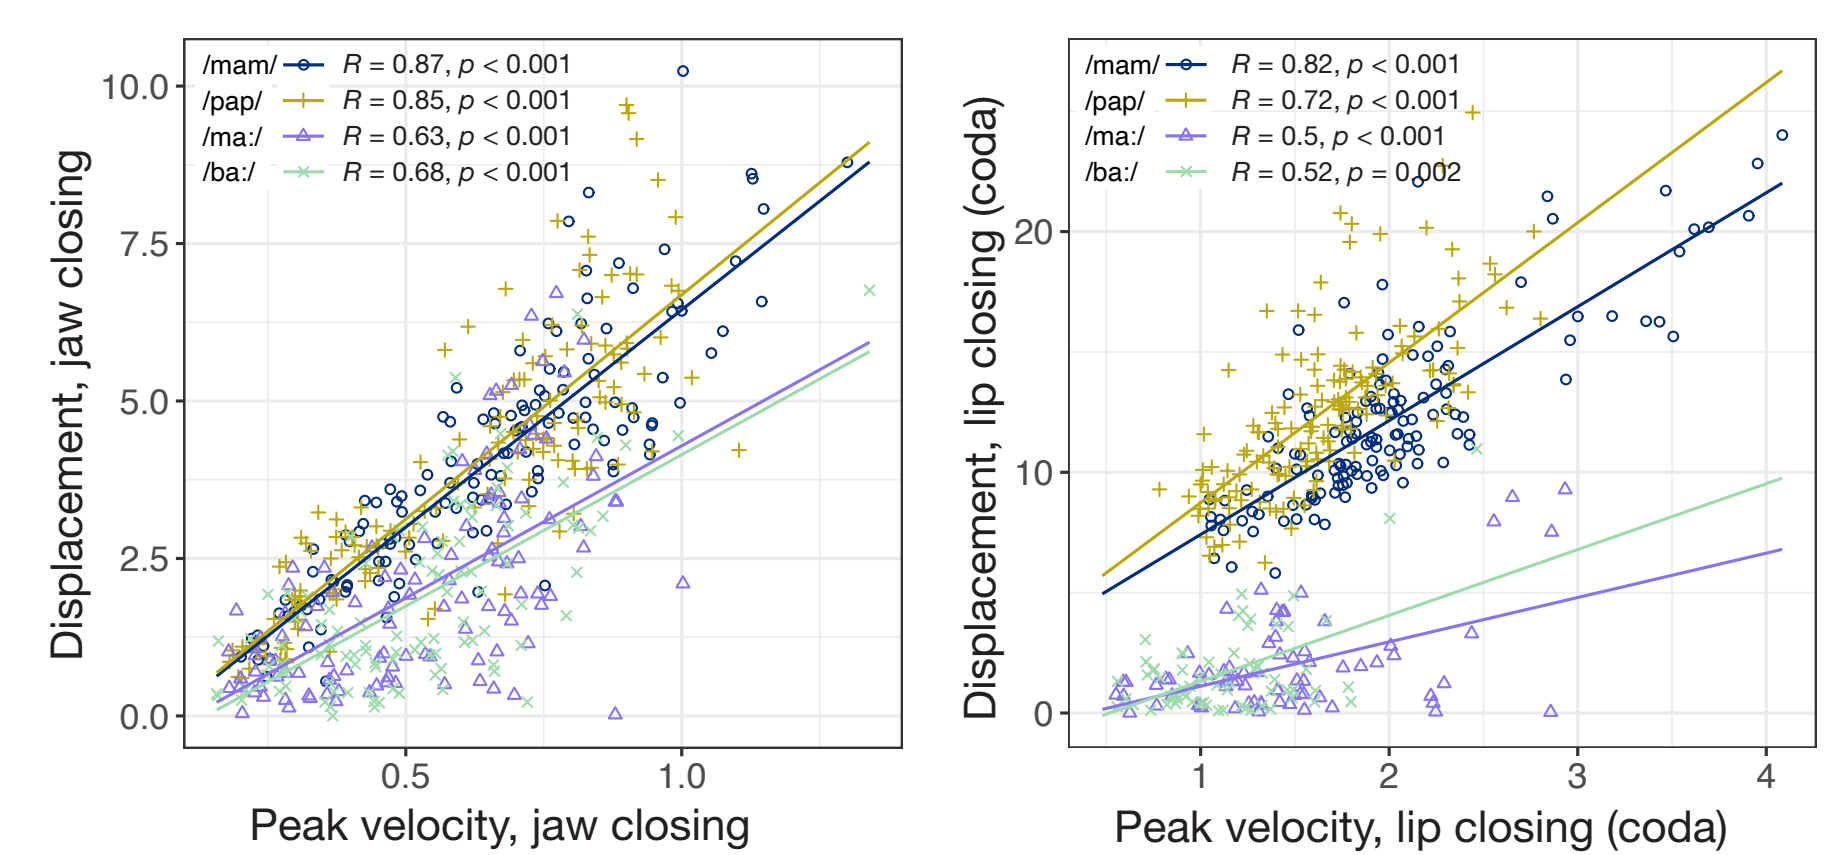 Displacement, jaw closing
10.0
7.5
5.0
2.5
0.0
/mam/ R = 0.87, p < 0.001
/pap/ R = 0.85, p < 0.001
/ma:/ R = 0.63, p < 0.001
/ba:/ R = 0.68, p < 0.001
0.5 1.0
Peak velocity, jaw closing
Displacement, lip closing (coda)
20
10
0
/mam/ R = 0.82, p < 0.001
/pap/ R = 0.72, p < 0.001
/ma:/ R = 0.5, p < 0.001
/ba:/ R = 0.52, p = 0.002
1 2 3 4
Peak velocity, lip closing (coda)